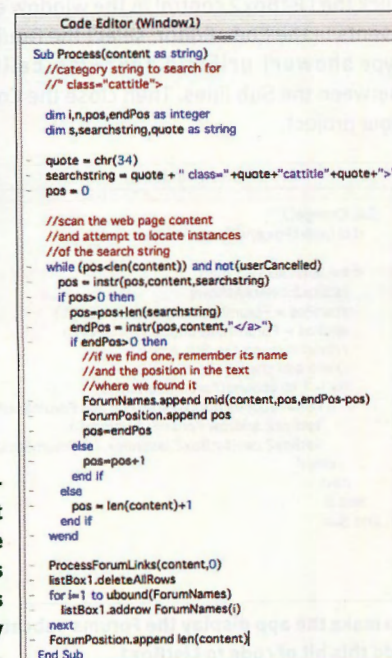 Code Editor (Window1)
Sub Process(content as string)
//category string to search for
//" class="cattitle">
dim i,n,pos,endPos as integer
dim s,searchstring,quote as string
quote = chr(34)
searchstring = quote + " class="+quote+"cattitle"+quote+">"
pos = 0
//scan the web page content
//and attempt to locate instances
//of the search string
while (pos<len(content)) and not(userCancelled)
pos = instr(pos,content,searchstring)
if pos>0 then
pos=pos+len(searchstring)
endPos = instr(pos,content,"</a>")
if endPos>0 then
//if we find one, remember its name
//and the position in the text
//where we found it
ForumNames.append mid(content,pos,endPos-pos)
ForumPosition.append pos
pos=endPos
else
pos=pos+1
end if
else
pos = len(content)+1
end if
wend
ProcessForumLinks(content,0)
listBox1.deleteAllRows
for i=1 to ubound(ForumNames)
listBox1.addrow ForumNames(i)
next
ForumPosition.append len(content)
End Sub